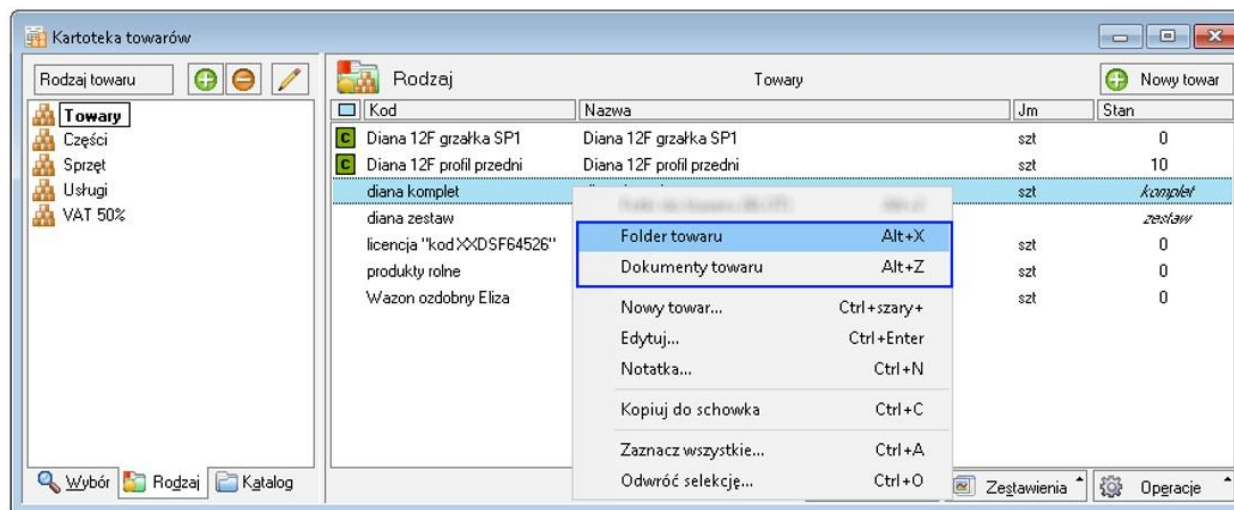 Kartoteka towarów
Rodzaj towaru
Rodzaj
Towary
Nowy towar
Towary
Części
Sprzęt
Usługi
VAT 50%
Kod Nazwa Jm Stan
C Diana 12F grzałka SP1 Diana 12F grzałka SP1 szt 0
C Diana 12F profil przedni Diana 12F profil przedni szt 10
diana komplet szt komplet
diana zestaw zestaw
licencja "kod XXDSF64526" szt 0
produkty rolne szt 0
Wazon ozdobny Eliza szt 0
Folder towaru Alt+X
Dokumenty towaru Alt+Z
Nowy towar... Ctrl+szary+
Edytuj... Ctrl+Enter
Notatka... Ctrl+N
Kopiuj do schowka Ctrl+C
Zaznacz wszystkie... Ctrl+A
Odwróć selekcję... Ctrl+O
Wybór Rodzaj Katalog
Zestawienia Operacje